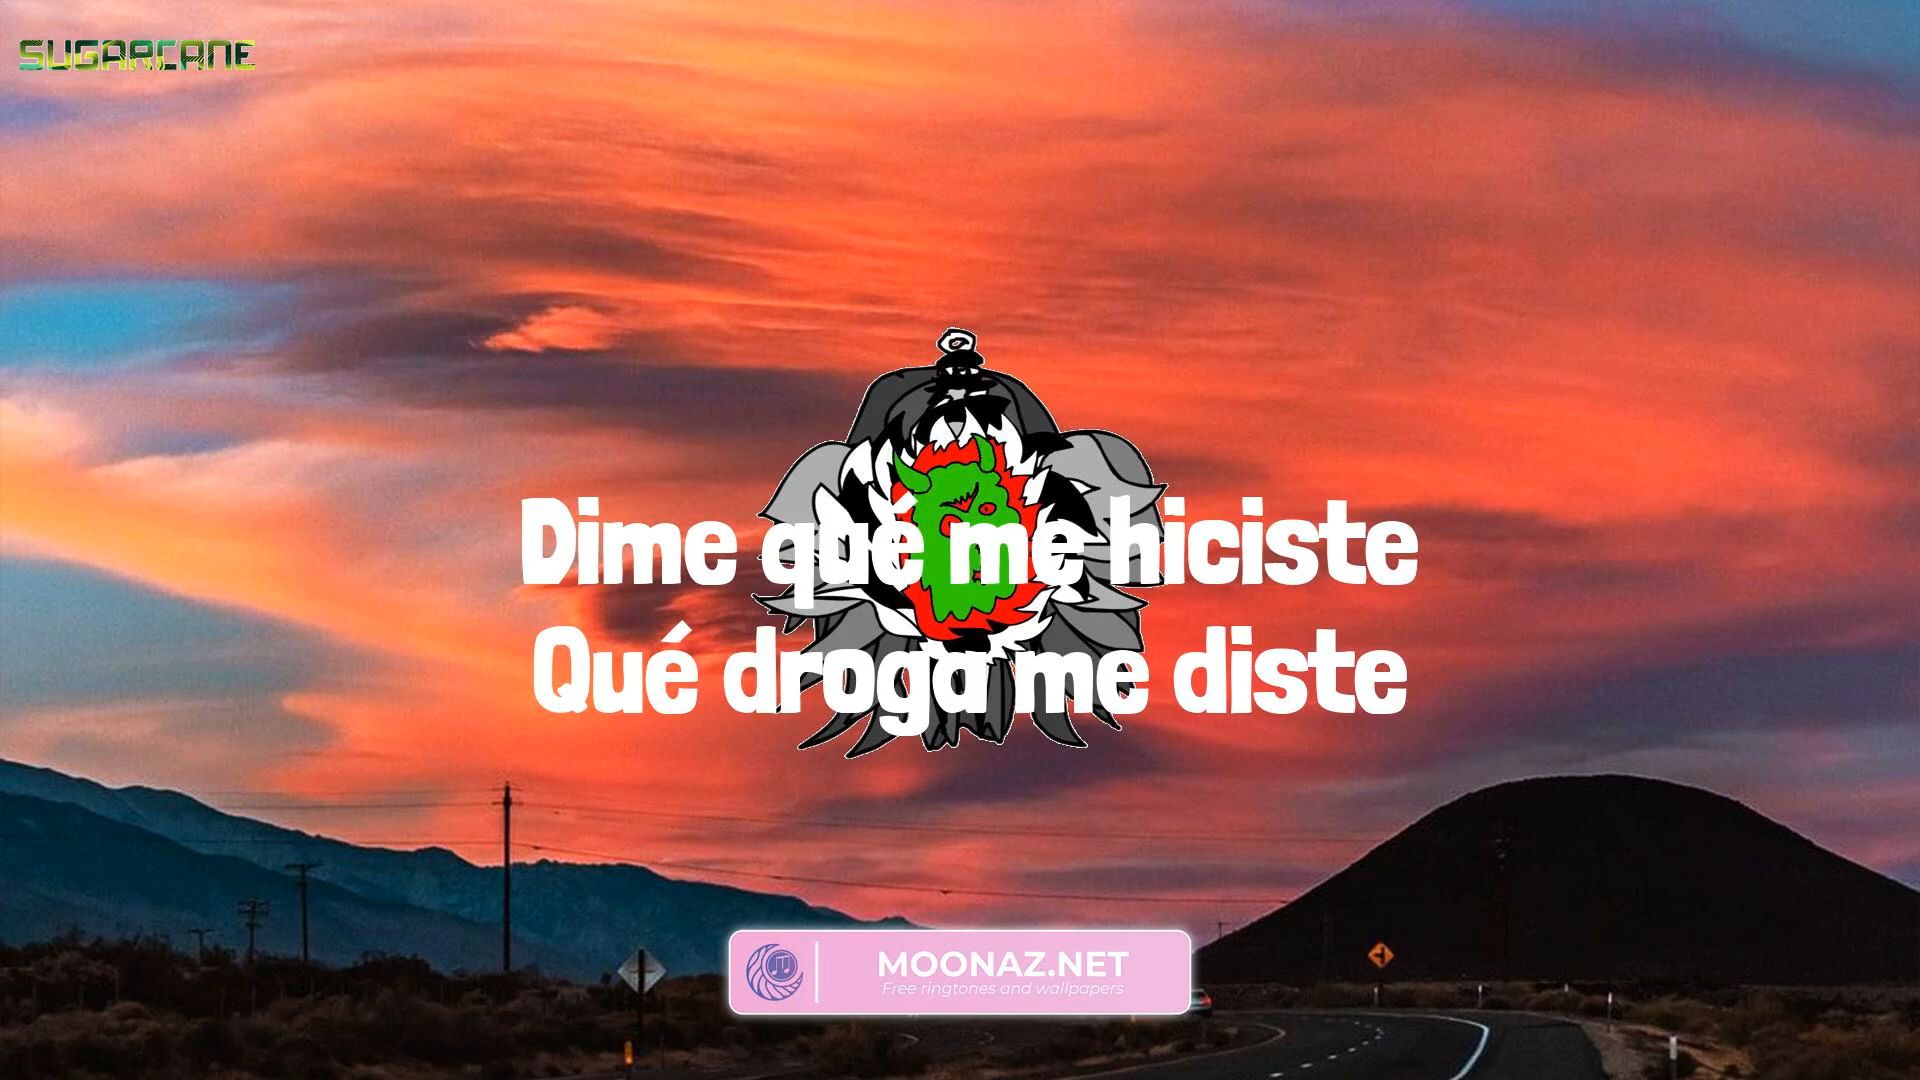 SUGARCANE
Dime qué me hiciste
Qué droga me diste
MOONAZ.NET
Free ringtones and wallpapers